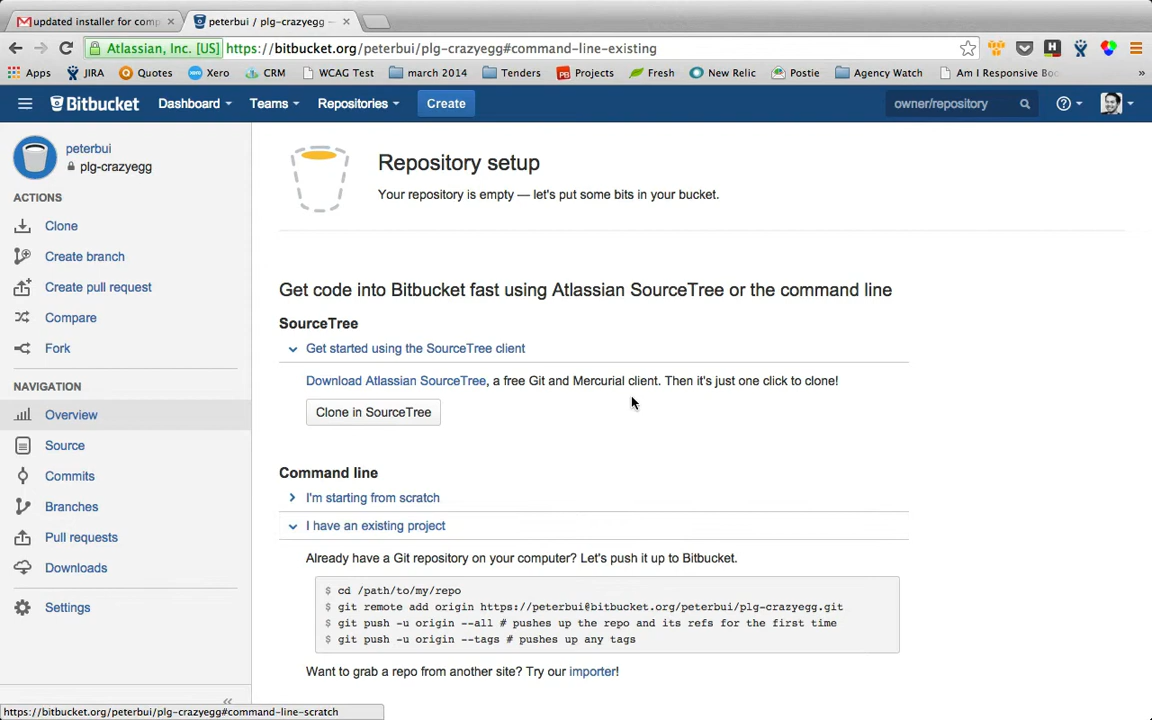 updated installer for comp
peterbui / plg-crazyegg —
Atlassian, Inc. [US]
https://bitbucket.org/peterbui/plg-crazyegg#command-line-existing
Apps JIRA Quotes Xero CRM WCAG Test march 2014 Tenders Projects Fresh New Relic Postie Agency Watch Am I Responsive Boo »
Bitbucket Dashboard Teams Repositories Create owner/repository
peterbui
plg-crazyegg
ACTIONS
Clone
Create branch
Create pull request
Compare
Fork
NAVIGATION
Overview
Source
Commits
Branches
Pull requests
Downloads
Settings
Repository setup
Your repository is empty — let's put some bits in your bucket.
Get code into Bitbucket fast using Atlassian SourceTree or the command line
SourceTree
Get started using the SourceTree client
Download Atlassian SourceTree, a free Git and Mercurial client. Then it's just one click to clone!
Clone in SourceTree
Command line
I'm starting from scratch
I have an existing project
Already have a Git repository on your computer? Let's push it up to Bitbucket.
$ cd /path/to/my/repo
$ git remote add origin https://peterbui@bitbucket.org/peterbui/plg-crazyegg.git
$ git push -u origin --all # pushes up the repo and its refs for the first time
$ git push -u origin --tags # pushes up any tags
Want to grab a repo from another site? Try our importer!
«
https://bitbucket.org/peterbui/plg-crazyegg#command-line-scratch